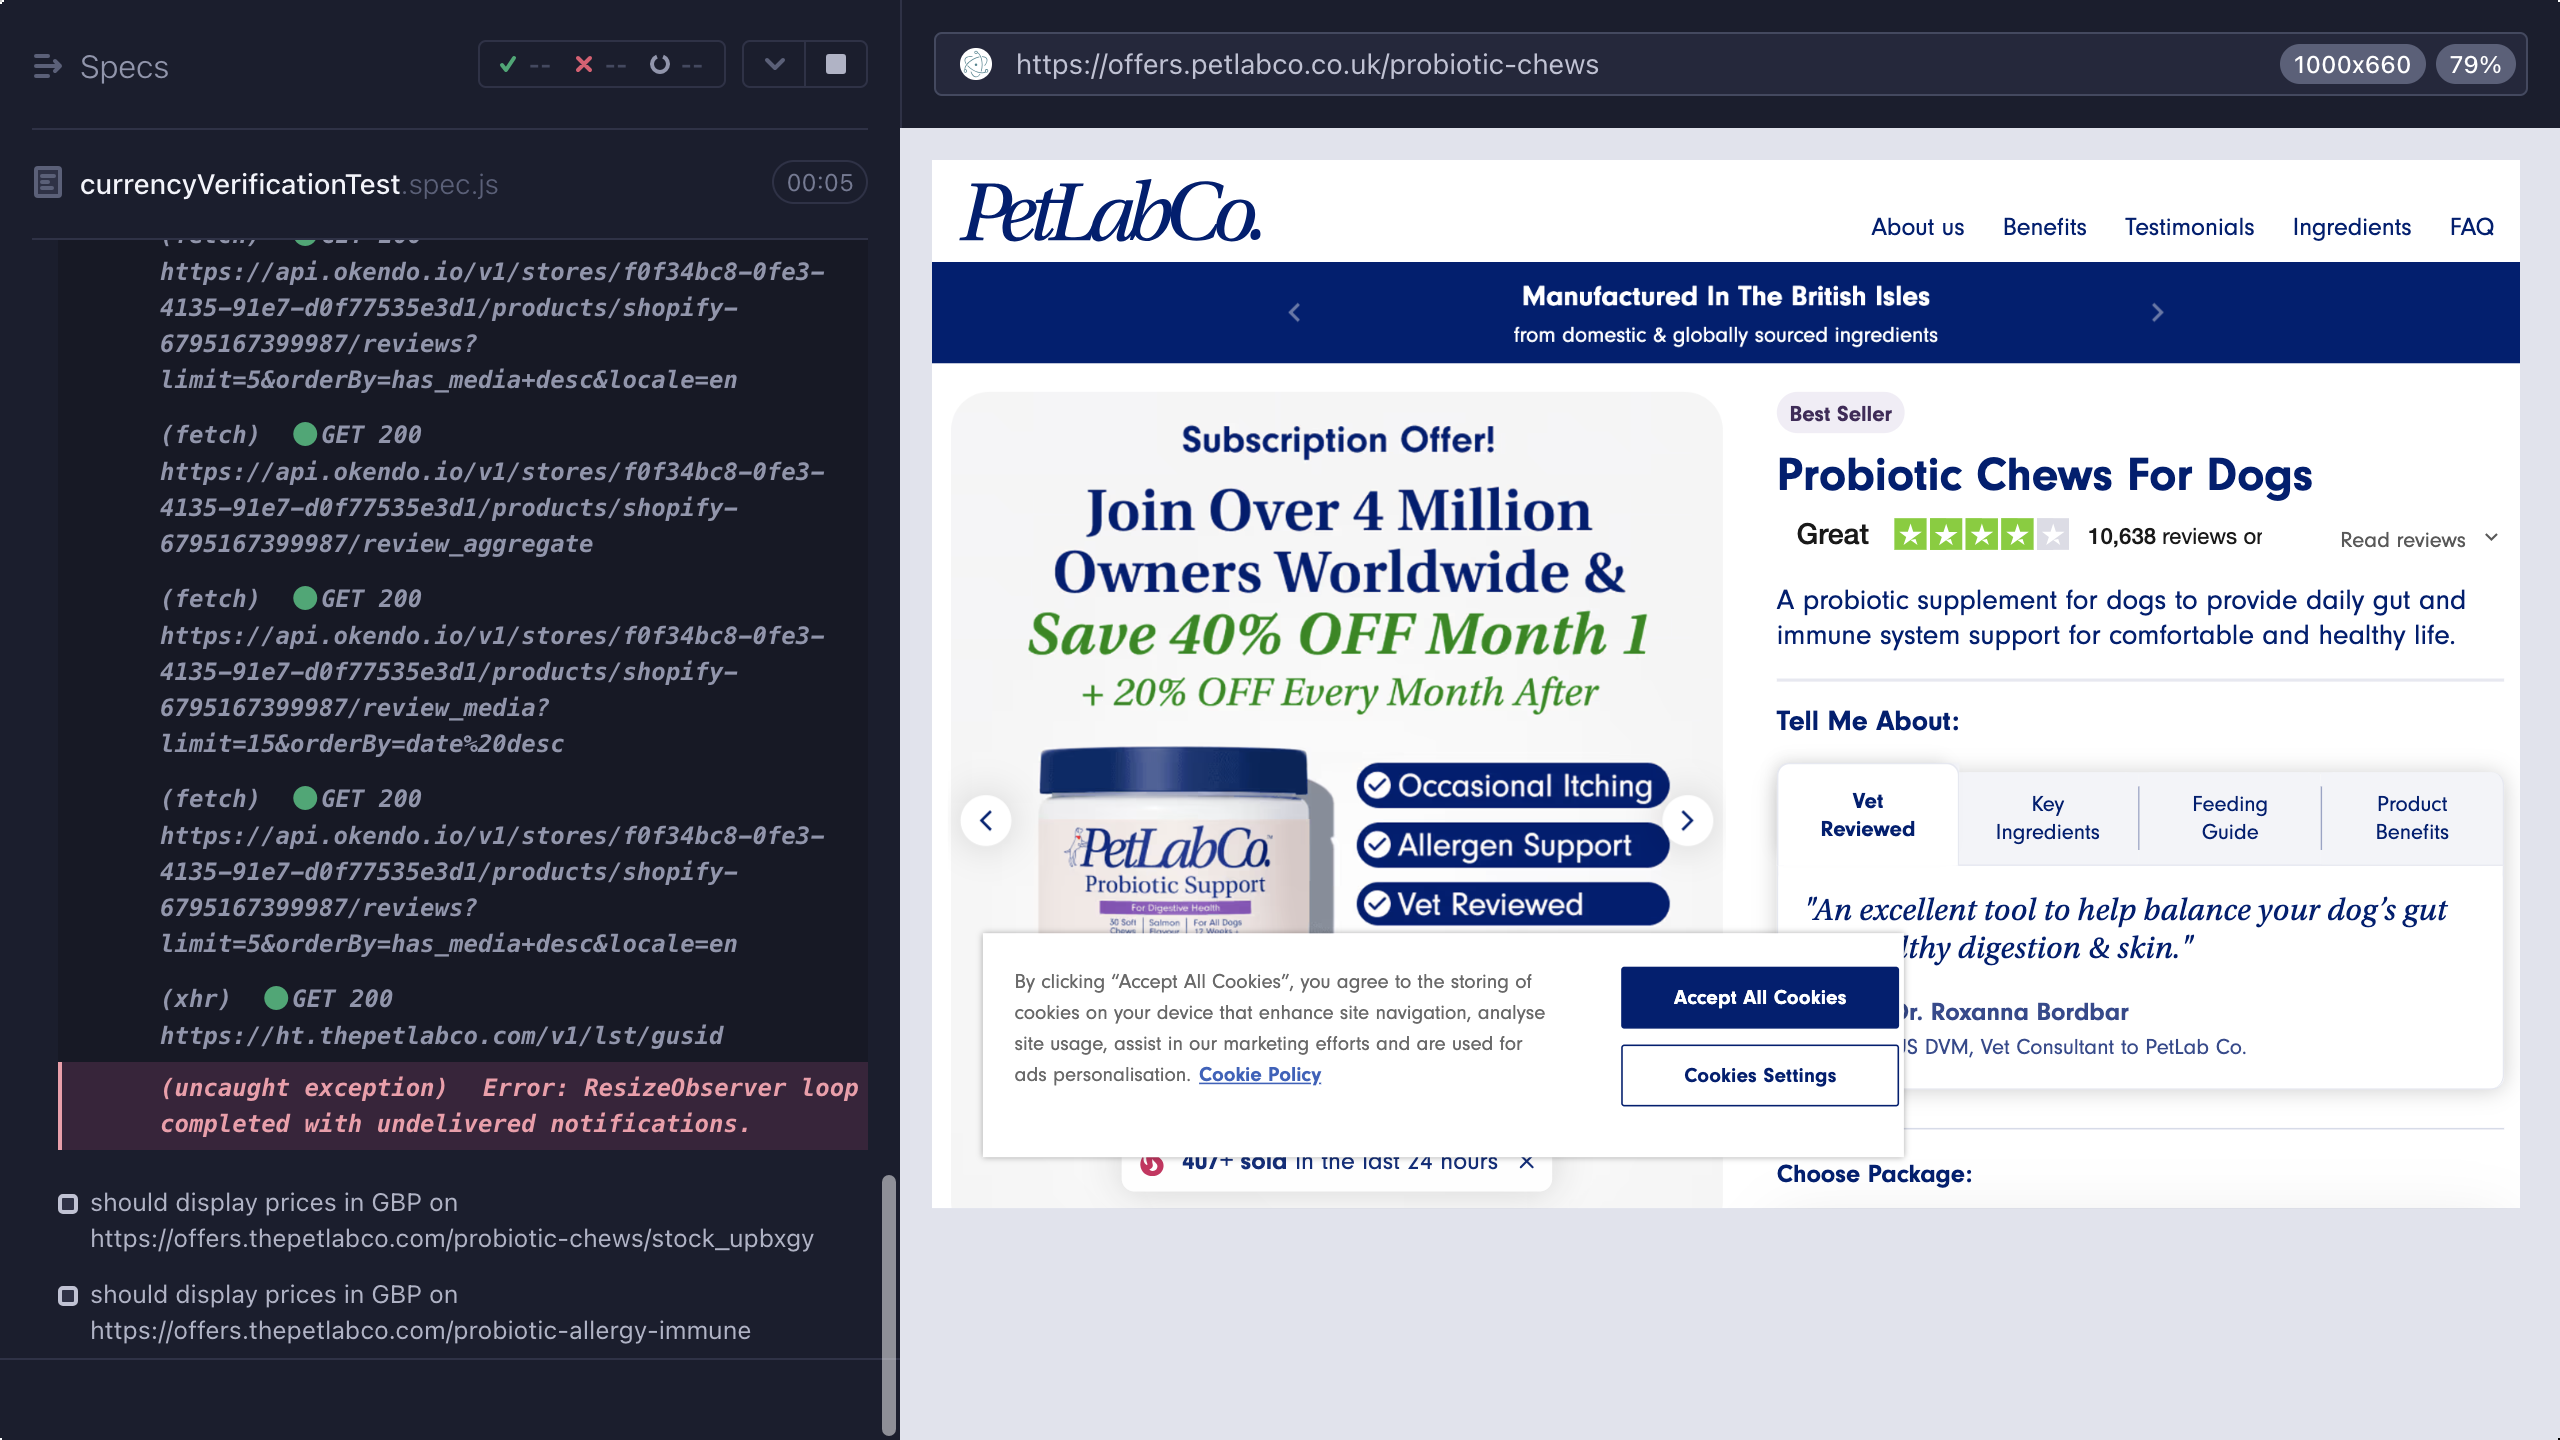 Specs
-- -- --
currencyVerificationTest.spec.js
00:05
(fetch) GET 200
https://api.okendo.io/v1/stores/f0f34bc8-0fe3-
4135-91e7-d0f77535e3d1/products/shopify-
6795167399987/reviews?
limit=5&orderBy=has_media+desc&locale=en
(fetch) GET 200
https://api.okendo.io/v1/stores/f0f34bc8-0fe3-
4135-91e7-d0f77535e3d1/products/shopify-
6795167399987/review_aggregate
(fetch) GET 200
https://api.okendo.io/v1/stores/f0f34bc8-0fe3-
4135-91e7-d0f77535e3d1/products/shopify-
6795167399987/review_media?
limit=15&orderBy=date%20desc
(fetch) GET 200
https://api.okendo.io/v1/stores/f0f34bc8-0fe3-
4135-91e7-d0f77535e3d1/products/shopify-
6795167399987/reviews?
limit=5&orderBy=has_media+desc&locale=en
(xhr) GET 200
https://ht.thepetlabco.com/v1/lst/gusid
(uncaught exception) Error: ResizeObserver loop
completed with undelivered notifications.
should display prices in GBP on
https://offers.thepetlabco.com/probiotic-chews/stock_upbxgy
should display prices in GBP on
https://offers.thepetlabco.com/probiotic-allergy-immune
https://offers.petlabco.co.uk/probiotic-chews
1000x660
79%
PetLabCo.
About us
Benefits
Testimonials
Ingredients
FAQ
Manufactured In The British Isles
from domestic & globally sourced ingredients
Subscription Offer!
Join Over 4 Million
Owners Worldwide &
Save 40% OFF Month 1
+ 20% OFF Every Month After
Occasional Itching
Allergen Support
Vet Reviewed
PetLabCo.
Probiotic Support
For Digestive Health
30 Soft Chews
Salmon Flavour
For All Dogs 12 Weeks +
Best Seller
Probiotic Chews For Dogs
Great
10,638 reviews or
Read reviews
A probiotic supplement for dogs to provide daily gut and
immune system support for comfortable and healthy life.
Tell Me About:
Vet Reviewed
Key Ingredients
Feeding Guide
Product Benefits
"An excellent tool to help balance your dog's gut
lthy digestion & skin."
Dr. Roxanna Bordbar
US DVM, Vet Consultant to PetLab Co.
By clicking “Accept All Cookies”, you agree to the storing of
cookies on your device that enhance site navigation, analyse
site usage, assist in our marketing efforts and are used for
ads personalisation. Cookie Policy
Accept All Cookies
Cookies Settings
407+ sold in the last 24 hours
Choose Package: